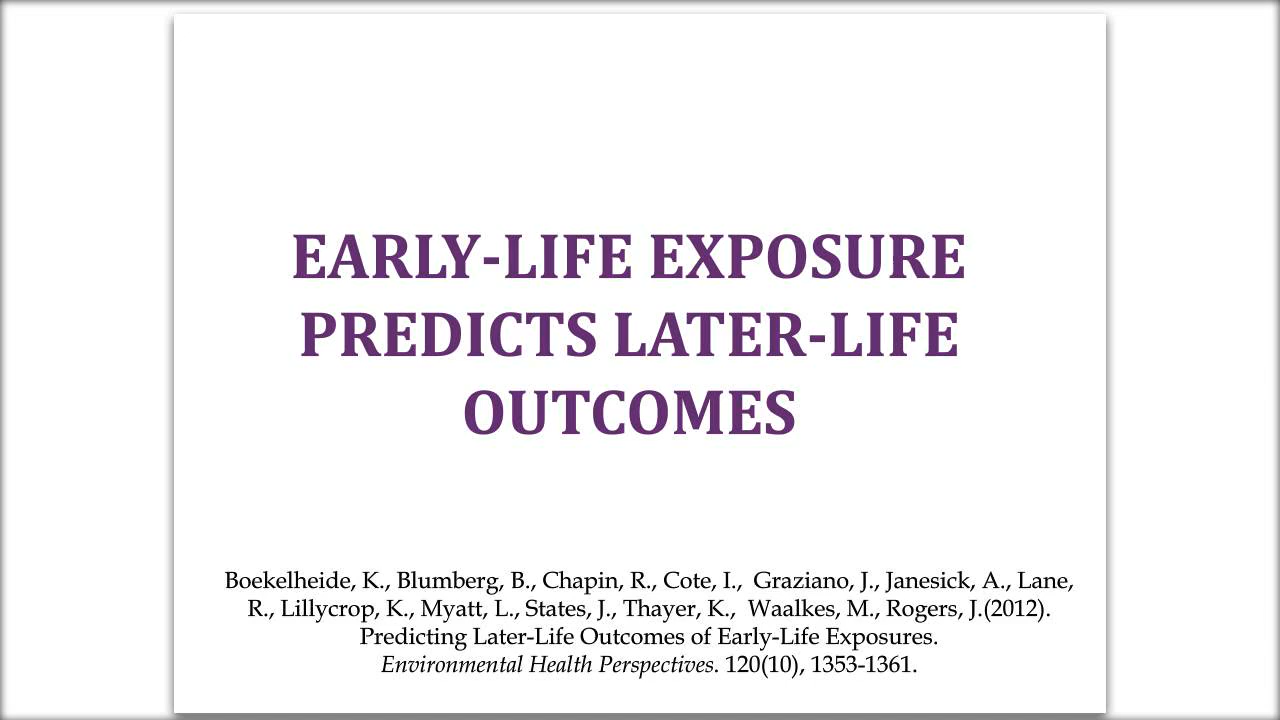 EARLY-LIFE EXPOSURE
PREDICTS LATER-LIFE
OUTCOMES
Boekelheide, K., Blumberg, B., Chapin, R., Cote, I.,  Graziano, J., Janesick, A., Lane,
R., Lillycrop, K., Myatt, L., States, J., Thayer, K.,  Waalkes, M., Rogers, J.(2012).
Predicting Later-Life Outcomes of Early-Life Exposures.
Environmental Health Perspectives. 120(10), 1353-1361.